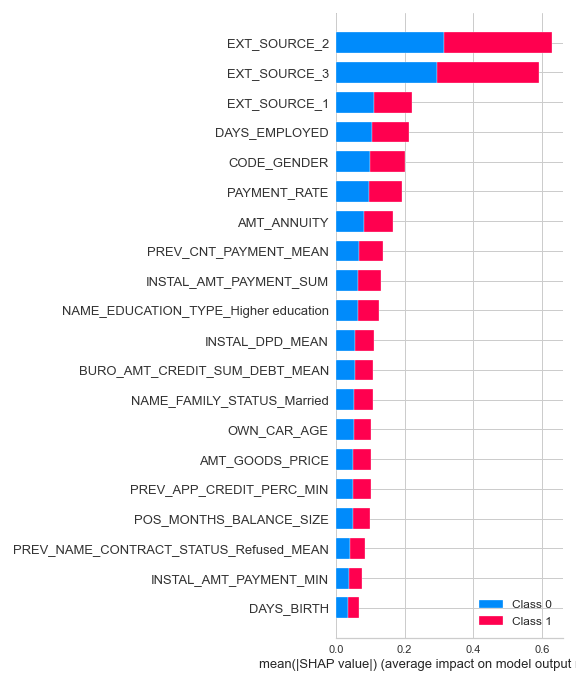 EXT_SOURCE_2
EXT_SOURCE_3
EXT_SOURCE_1
DAYS_EMPLOYED
CODE_GENDER
PAYMENT_RATE
AMT_ANNUITY
PREV_CNT_PAYMENT_MEAN
INSTAL_AMT_PAYMENT_SUM
NAME_EDUCATION_TYPE_Higher education
INSTAL_DPD_MEAN
BURO_AMT_CREDIT_SUM_DEBT_MEAN
NAME_FAMILY_STATUS_Married
OWN_CAR_AGE
AMT_GOODS_PRICE
PREV_APP_CREDIT_PERC_MIN
POS_MONTHS_BALANCE_SIZE
PREV_NAME_CONTRACT_STATUS_Refused_MEAN
INSTAL_AMT_PAYMENT_MIN
DAYS_BIRTH
Class 0
Class 1
0.0 0.2 0.4 0.6
mean(|SHAP value|) (average impact on model output